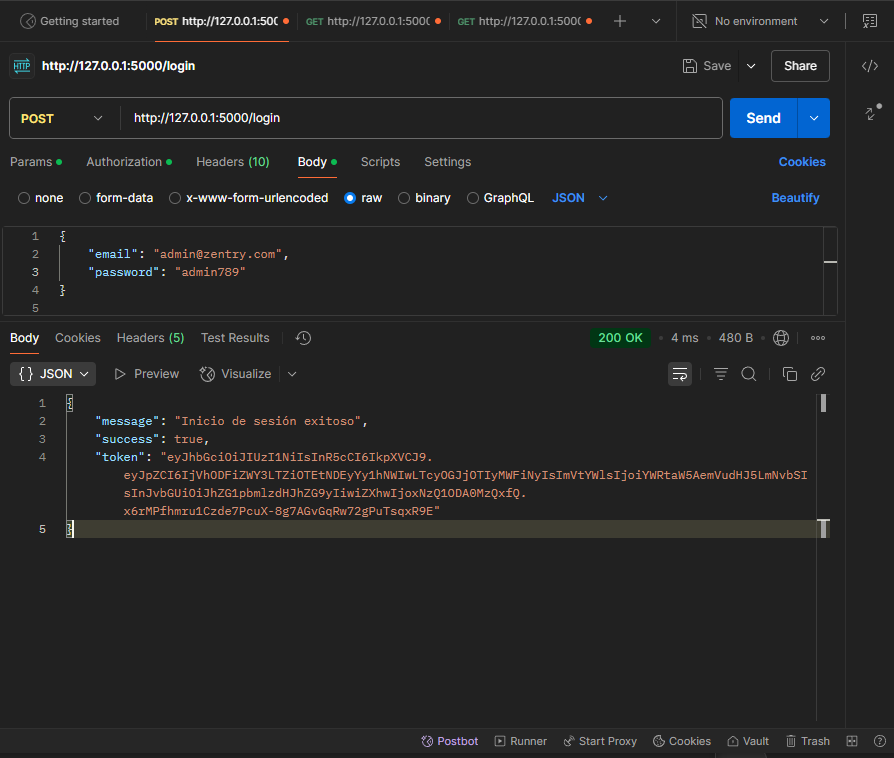 Getting started
POST http://127.0.0.1:500
GET http://127.0.0.1:5000
GET http://127.0.0.1:5000
No environment
HTTP http://127.0.0.1:5000/login
Save
Share
POST
http://127.0.0.1:5000/login
Send
Params
Authorization
Headers (10)
Body
Scripts
Settings
Cookies
none
form-data
x-www-form-urlencoded
raw
binary
GraphQL
JSON
Beautify
1 {
2 "email": "admin@zentry.com",
3 "password": "admin789"
4 }
5
Body
Cookies
Headers (5)
Test Results
200 OK
4 ms
480 B
{} JSON
Preview
Visualize
1 {
2 "message": "Inicio de sesión exitoso",
3 "success": true,
4 "token": "eyJhbGciOiJIUzI1NiIsInR5cCI6IkpXVCJ9.
eyJpZCI6IjVhODFiZWY3LTZiOTEtNDEyYy1hNWIwLTcyOGJjOTIyMWFiNyIsImVtYWlsIjoiYWRtaW5AemVudHJ5LmNvbSI
sInJvbGUiOiJhZG1pbmlzdHJhZG9yIiwiZXhwIjoxNzQ1ODA0MzQxfQ.
x6rMPfhmru1Czde7PcuX-8g7AGvGqRw72gPuTsqxR9E"
5 }
Postbot
Runner
Start Proxy
Cookies
Vault
Trash